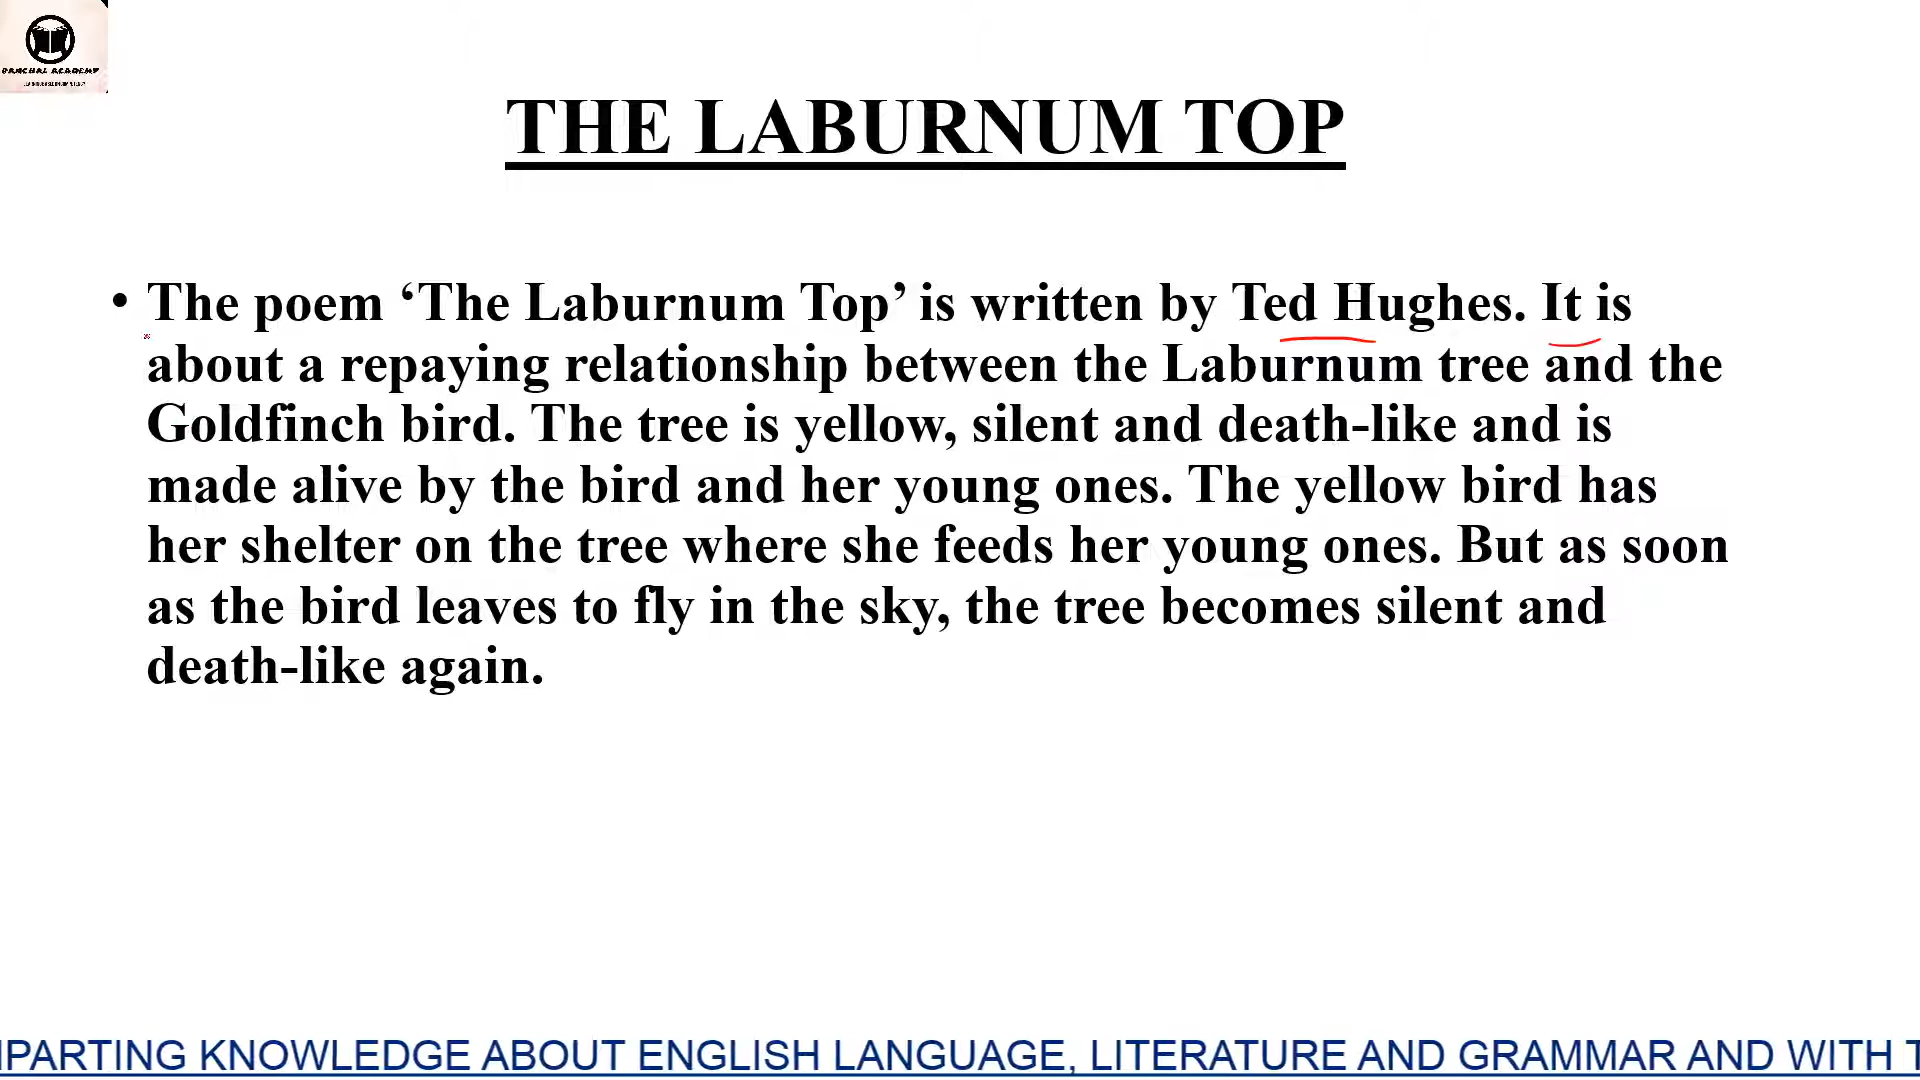 PANCHAL ACADEMY
THE LABURNUM TOP
• The poem ‘The Laburnum Top’ is written by Ted Hughes. It is
about a repaying relationship between the Laburnum tree and the
Goldfinch bird. The tree is yellow, silent and death-like and is
made alive by the bird and her young ones. The yellow bird has
her shelter on the tree where she feeds her young ones. But as soon
as the bird leaves to fly in the sky, the tree becomes silent and
death-like again.
MPARTING KNOWLEDGE ABOUT ENGLISH LANGUAGE, LITERATURE AND GRAMMAR AND WITH T